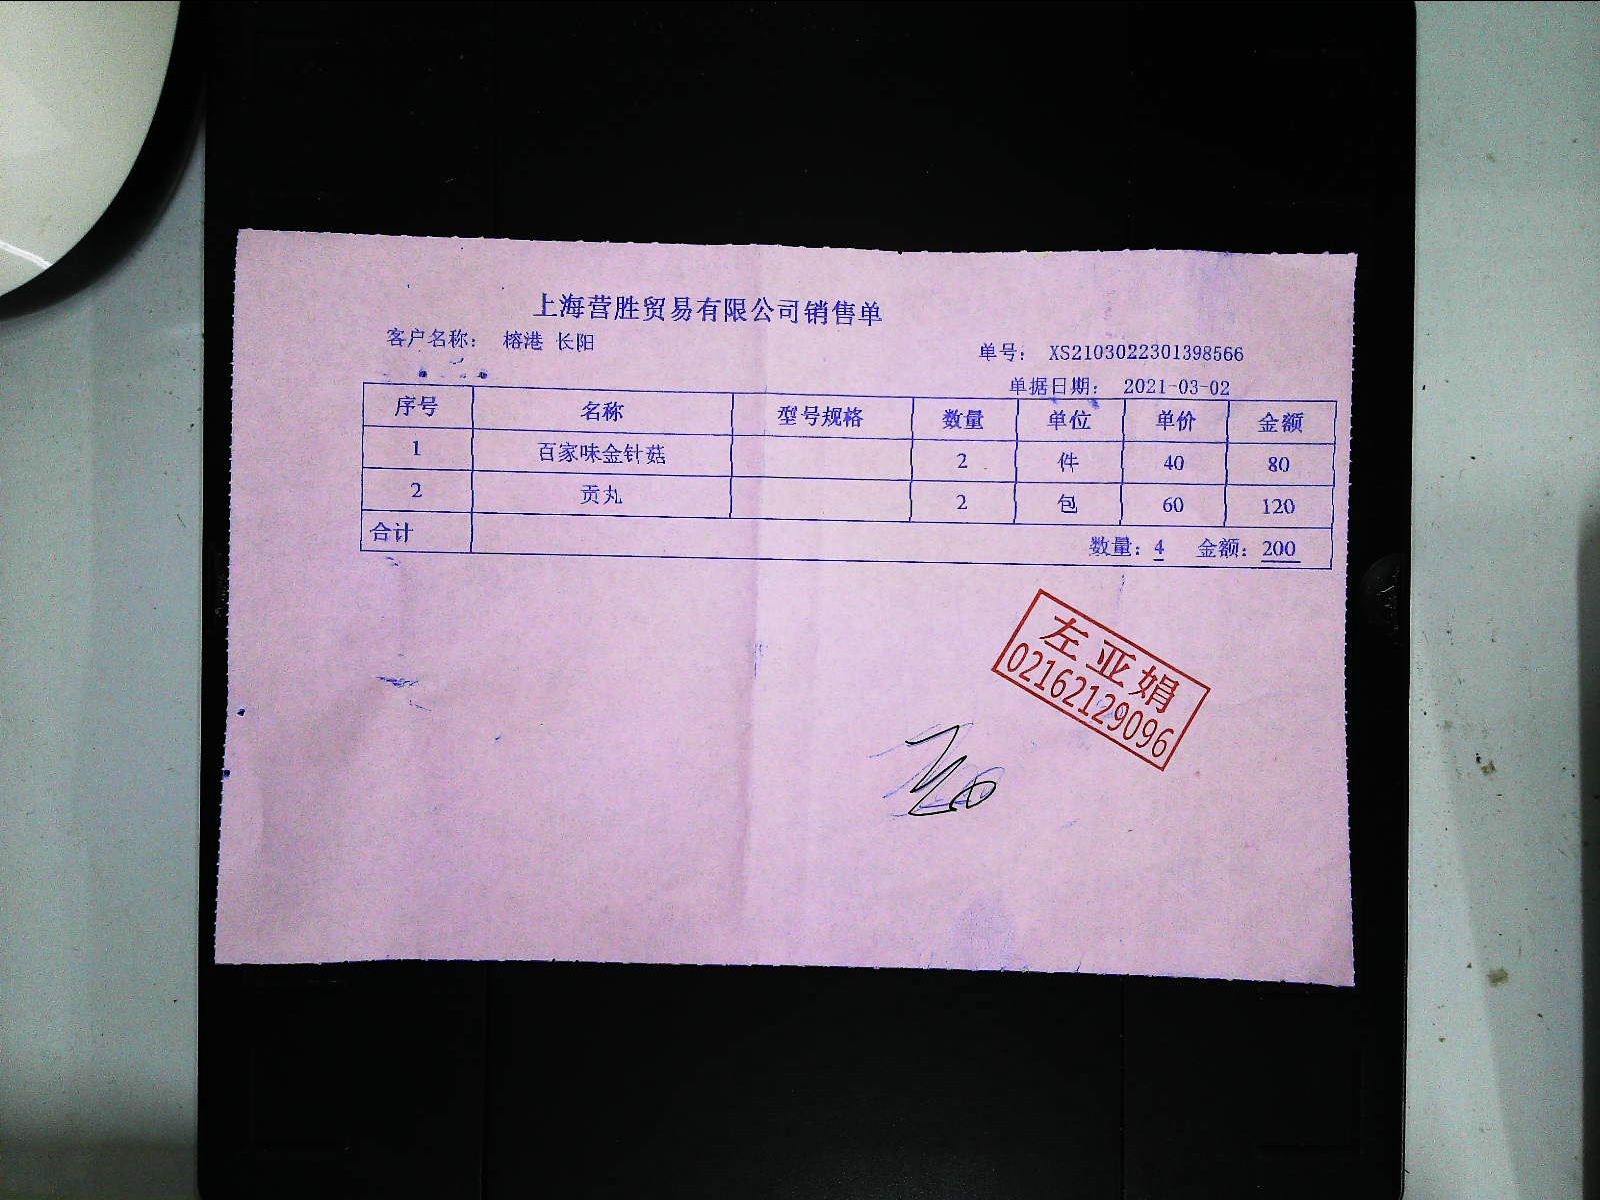 上海营胜贸易有限公司销售单
客户名称： 榕港 长阳
单号： XS2103022301398566
单据日期： 2021-03-02
序号 名称 型号规格 数量 单位 单价 金额
1 百家味金针菇 2 件 40 80
2 贡丸 2 包 60 120
合计 数量：4 金额：200
左亚娟
02162129096